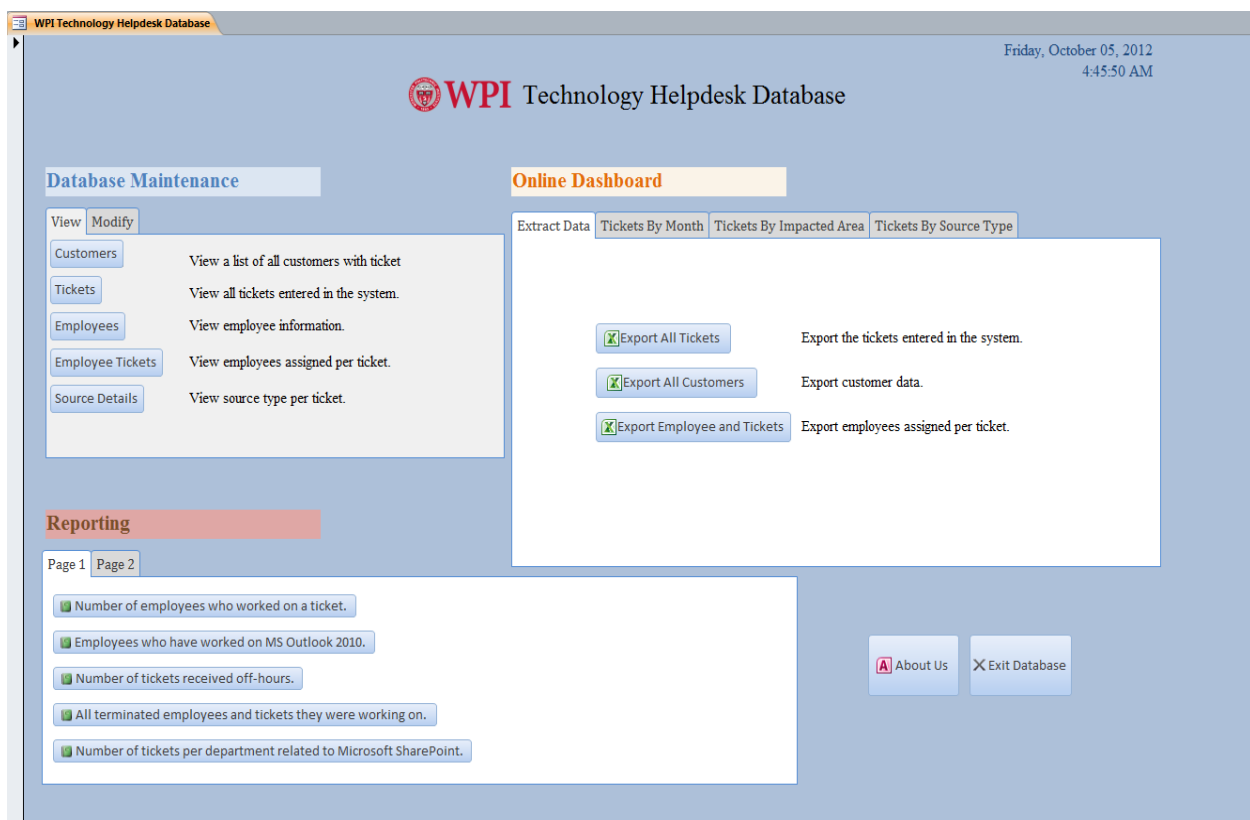 WPI Technology Helpdesk Database
Friday, October 05, 2012
4:45:50 AM
WPI Technology Helpdesk Database
Database Maintenance
View Modify
Customers View a list of all customers with ticket
Tickets View all tickets entered in the system.
Employees View employee information.
Employee Tickets View employees assigned per ticket.
Source Details View source type per ticket.
Online Dashboard
Extract Data Tickets By Month Tickets By Impacted Area Tickets By Source Type
Export All Tickets Export the tickets entered in the system.
Export All Customers Export customer data.
Export Employee and Tickets Export employees assigned per ticket.
Reporting
Page 1 Page 2
Number of employees who worked on a ticket.
Employees who have worked on MS Outlook 2010.
Number of tickets received off-hours.
All terminated employees and tickets they were working on.
Number of tickets per department related to Microsoft SharePoint.
A About Us X Exit Database